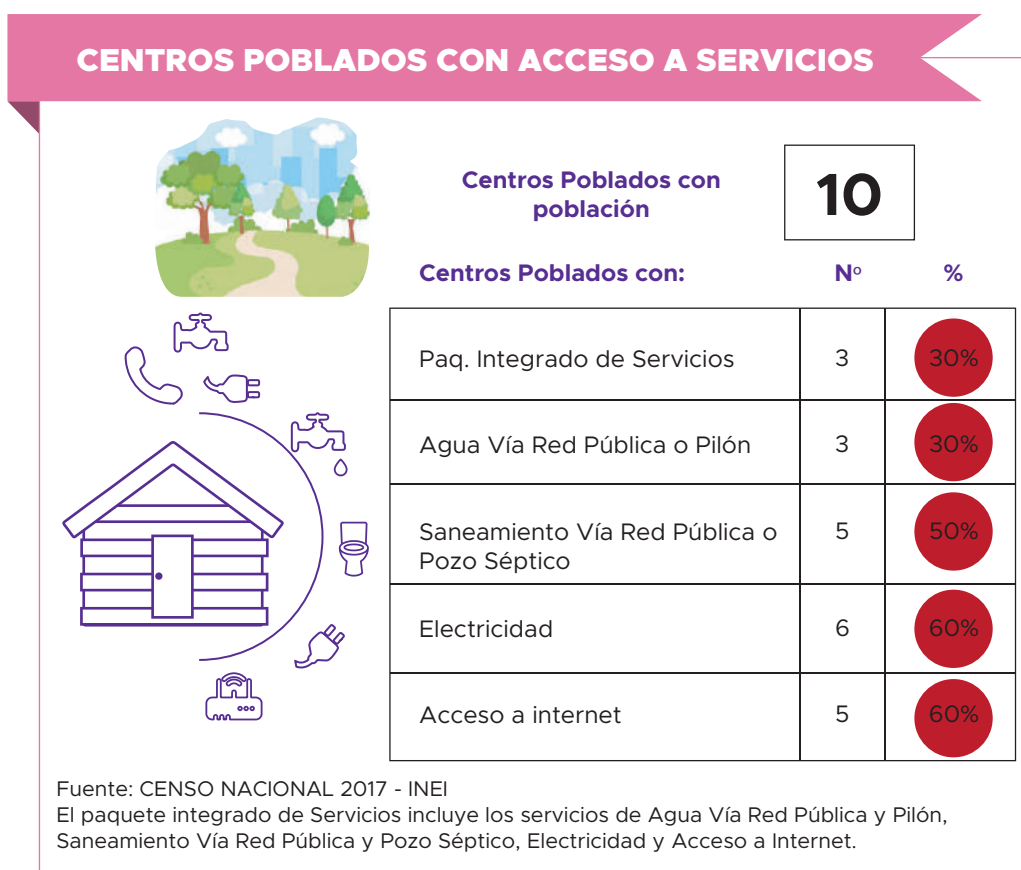 CENTROS POBLADOS CON ACCESO A SERVICIOS
Centros Poblados con
población
10
Centros Poblados con: Nº %
Paq. Integrado de Servicios 3 30%
Agua Vía Red Pública o Pilón 3 30%
Saneamiento Vía Red Pública o
Pozo Séptico
5 50%
Electricidad 6 60%
Acceso a internet 5 60%
Fuente: CENSO NACIONAL 2017 - INEI
El paquete integrado de Servicios incluye los servicios de Agua Vía Red Pública y Pilón,
Saneamiento Vía Red Pública y Pozo Séptico, Electricidad y Acceso a Internet.